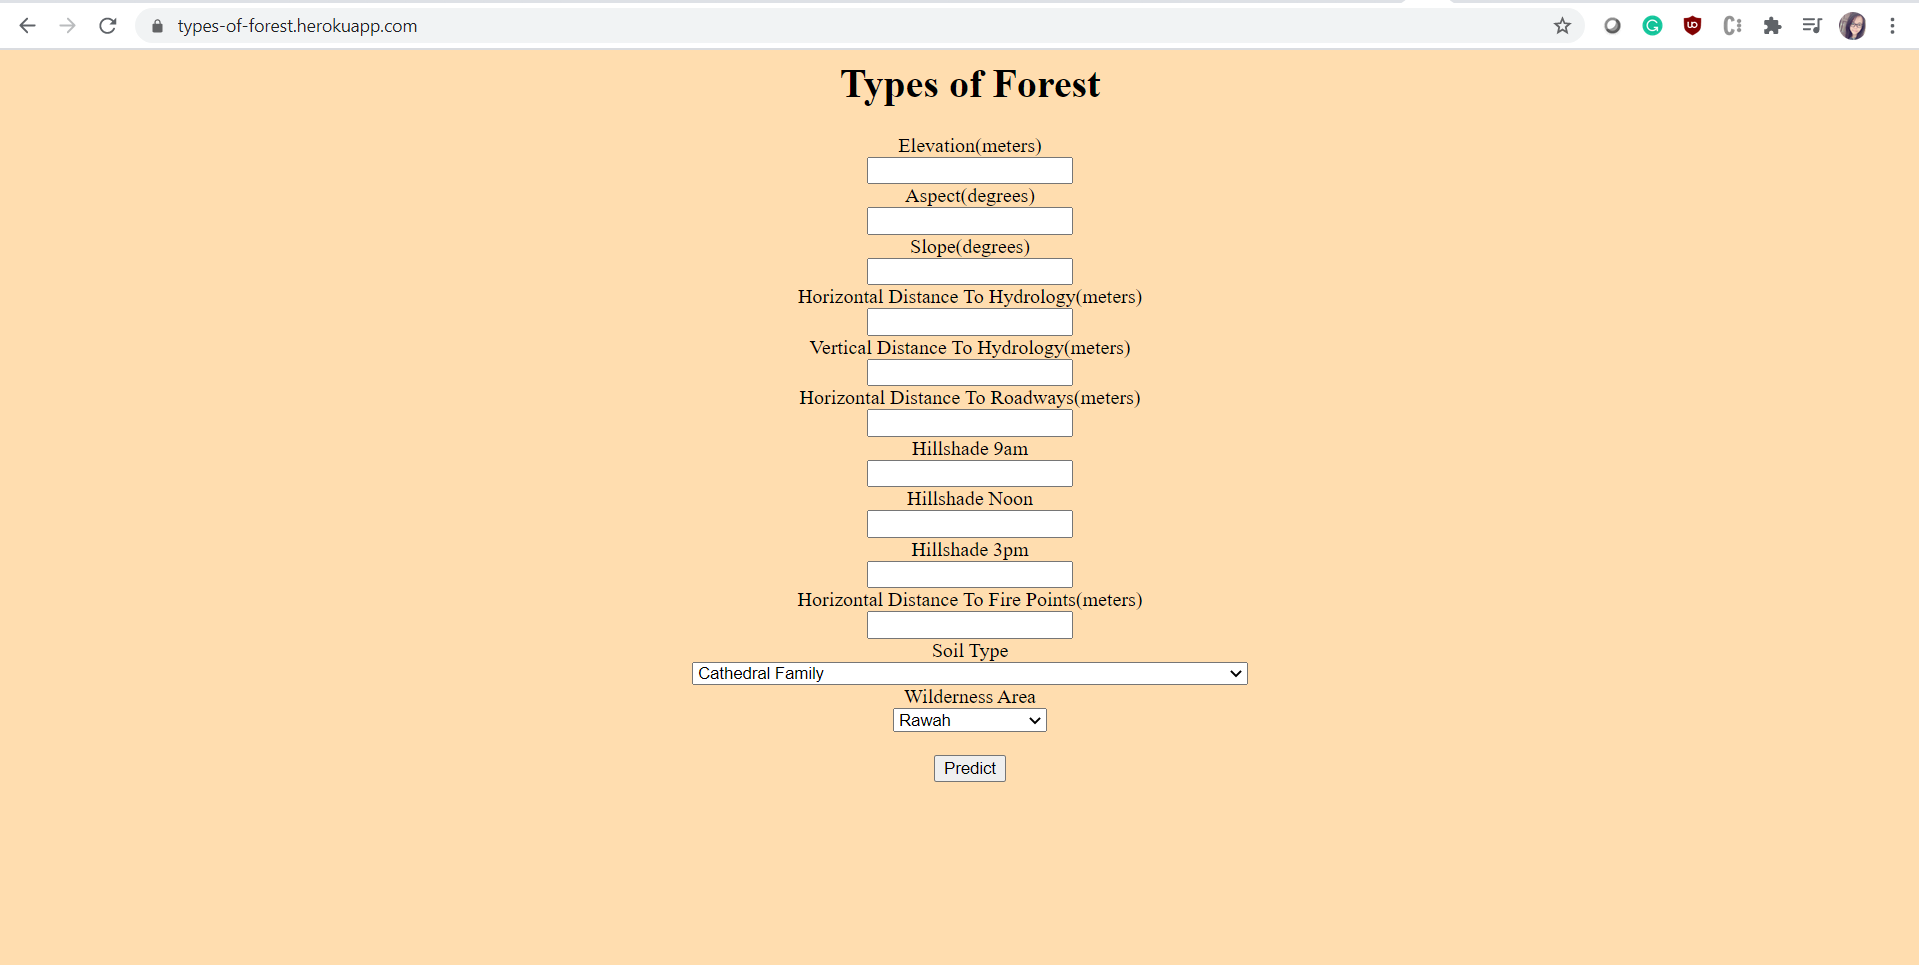 types-of-forest.herokuapp.com
Types of Forest
Elevation(meters)
Aspect(degrees)
Slope(degrees)
Horizontal Distance To Hydrology(meters)
Vertical Distance To Hydrology(meters)
Horizontal Distance To Roadways(meters)
Hillshade 9am
Hillshade Noon
Hillshade 3pm
Horizontal Distance To Fire Points(meters)
Soil Type
Cathedral Family
Wilderness Area
Rawah
Predict